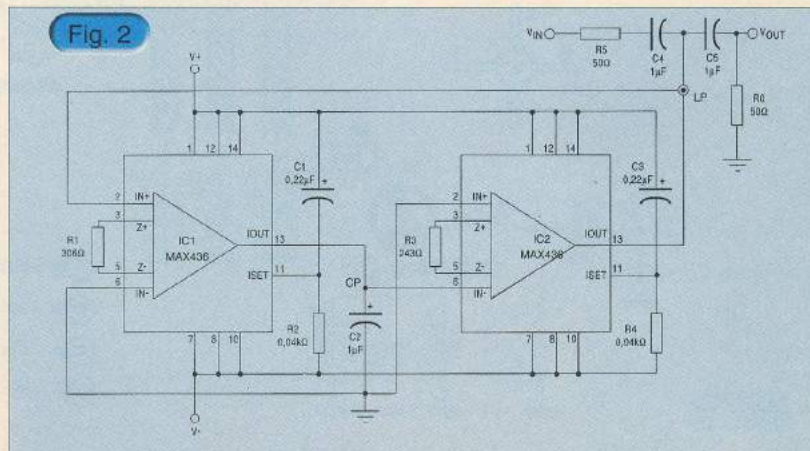 Fig. 2
V+
VIN
R5
50Ω
C4
1µF
C5
1µF
VOUT
LP
R6
50Ω
1 12 14
C1
0,22µF
+
1 12 14
C3
0,22µF
+
2 IN+
3 Z+
R1
306Ω
IC1
MAX436
IOUT
13
ISET
11
5 Z-
6 IN-
7 8 10
R2
0,04kΩ
CP
+
C2
1µF
2 IN+
3 Z+
R3
243Ω
IC2
MAX436
IOUT
13
ISET
11
5 Z-
6 IN-
7 8 10
R4
0,04kΩ
V-